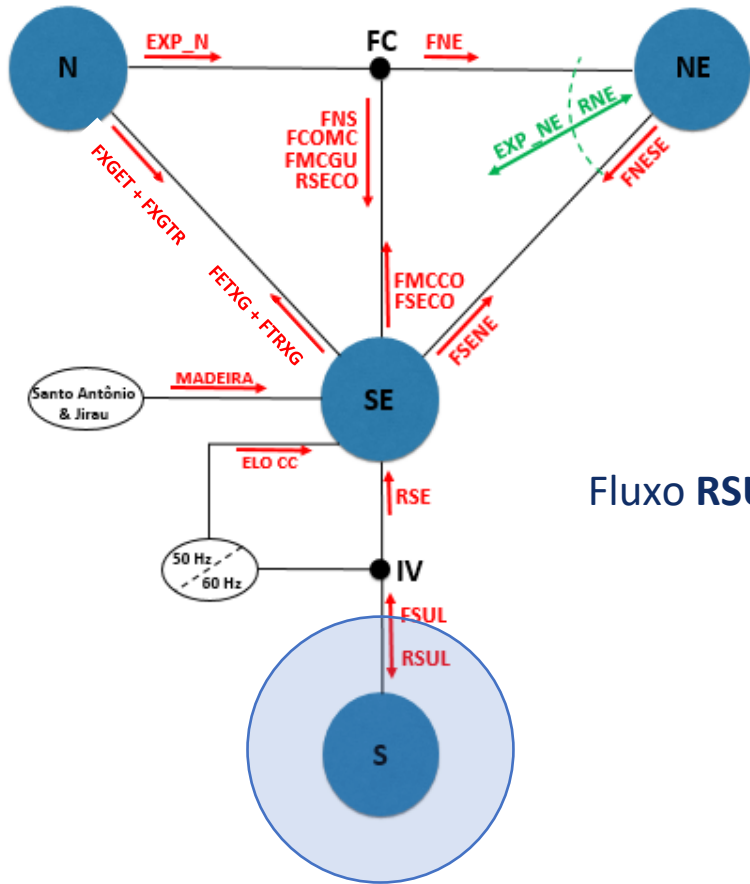 EXP_N
FC
FNE
N
NE
EXP_NE RNE
FNS
FCOMC
FMCGU
RSECO
FNESE
FXGET + FXGTR
FETXG + FTRXG
FMCCO
FSECO
FSENE
MADEIRA
Santo Antônio
& Jirau
SE
ELO CC
RSE
Fluxo
50 Hz
60 Hz
IV
FSUL
RSUL
S